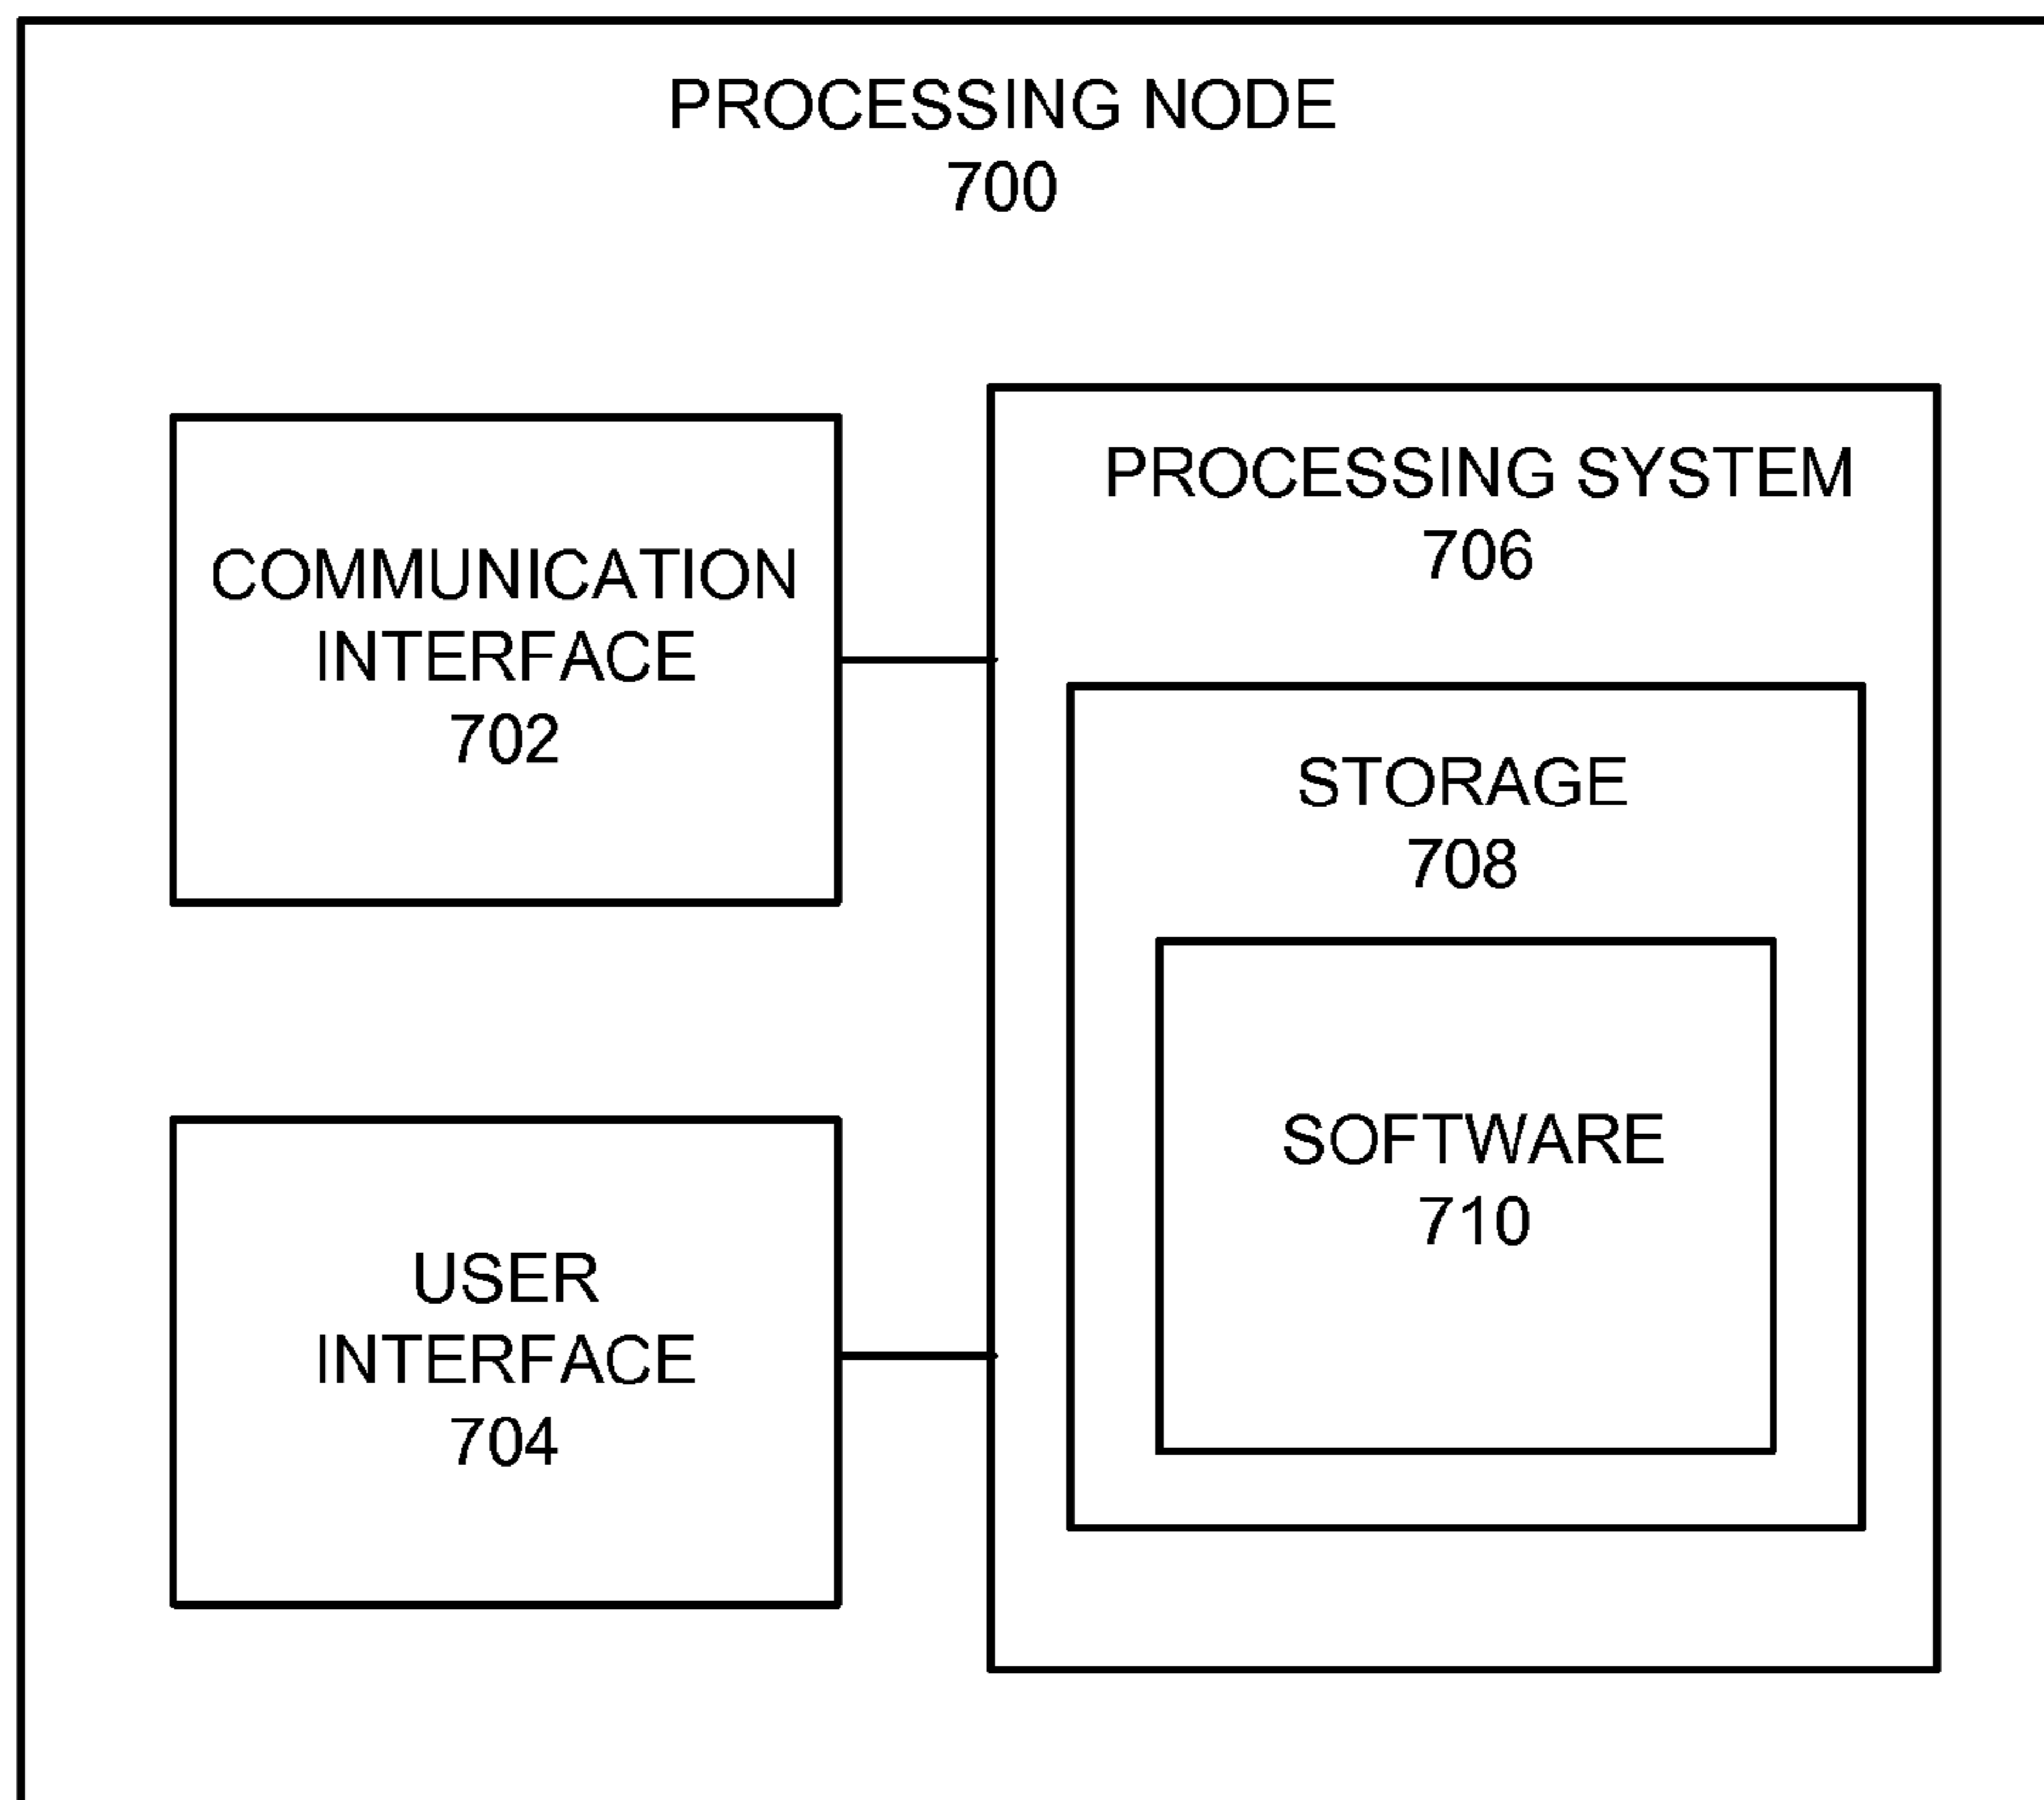 PROCESSING NODE
700
COMMUNICATION
INTERFACE
702
USER
INTERFACE
704
PROCESSING SYSTEM
706
STORAGE
708
SOFTWARE
710